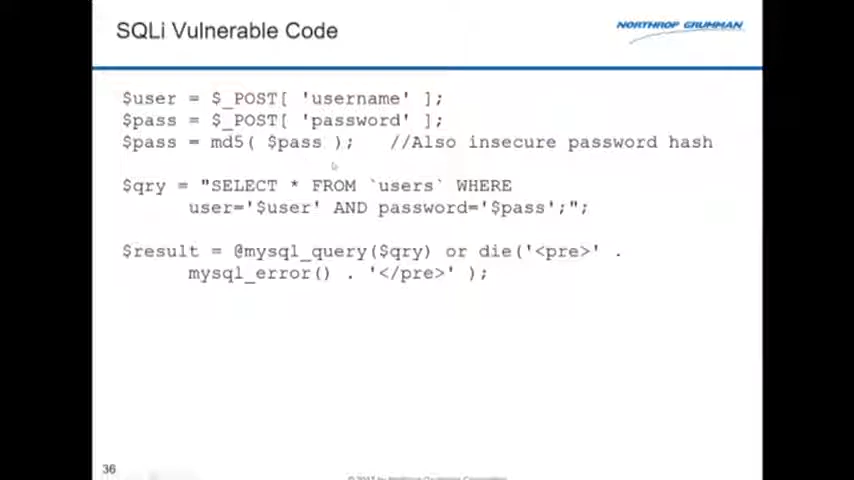 SQLi Vulnerable Code
NORTHROP GRUMMAN
$user = $_POST[ 'username' ];
$pass = $_POST[ 'password' ];
$pass = md5( $pass );   //Also insecure password hash
$qry = "SELECT * FROM `users` WHERE
user='$user' AND password='$pass';";
$result = @mysql_query($qry) or die('<pre>' .
mysql_error() . '</pre>' );
36